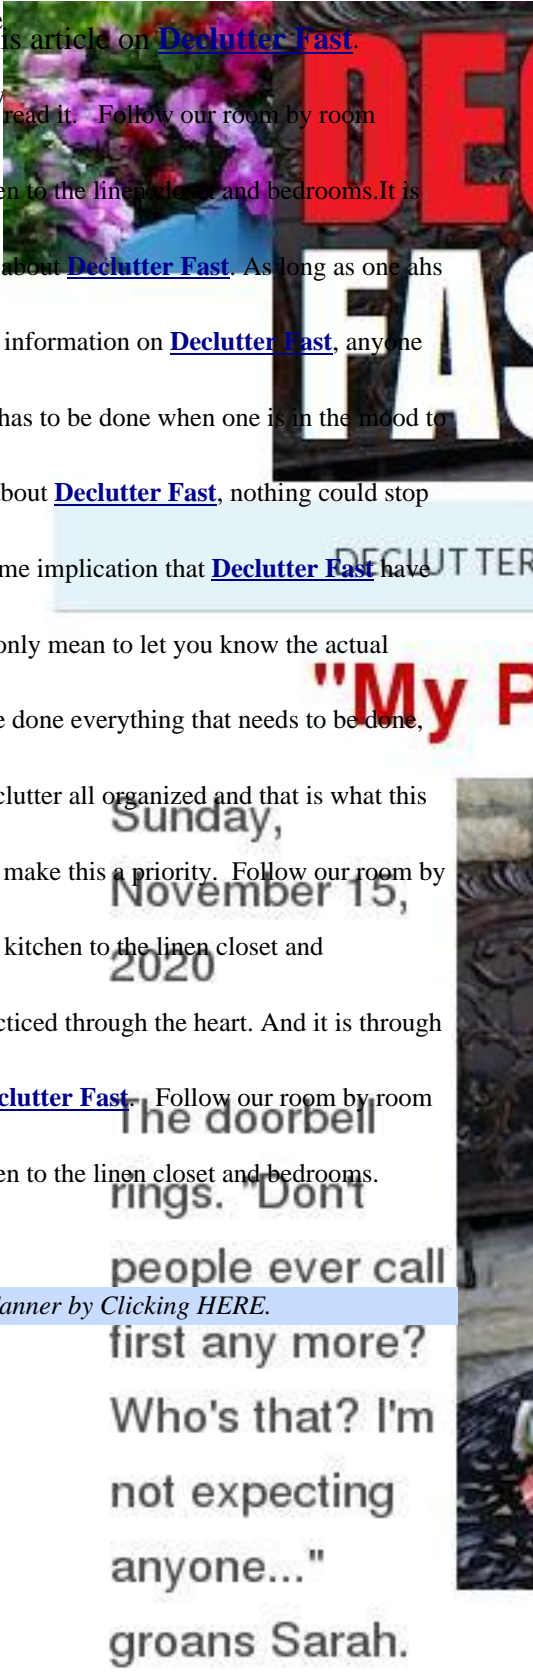 is article on Declutter Fast.
read it. Follow our room by room
en to the linen closet and bedrooms.It is
about Declutter Fast. As long as one ahs
information on Declutter Fast, anyone
has to be done when one is in the mood to
bout Declutter Fast, nothing could stop
me implication that Declutter Fast have
only mean to let you know the actual
e done everything that needs to be done,
clutter all organized and that is what this
make this a priority. Follow our room by
kitchen to the linen closet and
cticed through the heart. And it is through
clutter Fast. Follow our room by room
en to the linen closet and bedrooms.
lanner by Clicking HERE.
DEC
FAS
DECLUTTER
"My P
Sunday,
November 15,
2020
The doorbell
rings. "Don't
people ever call
first any more?
Who's that? I'm
not expecting
anyone..."
groans Sarah.